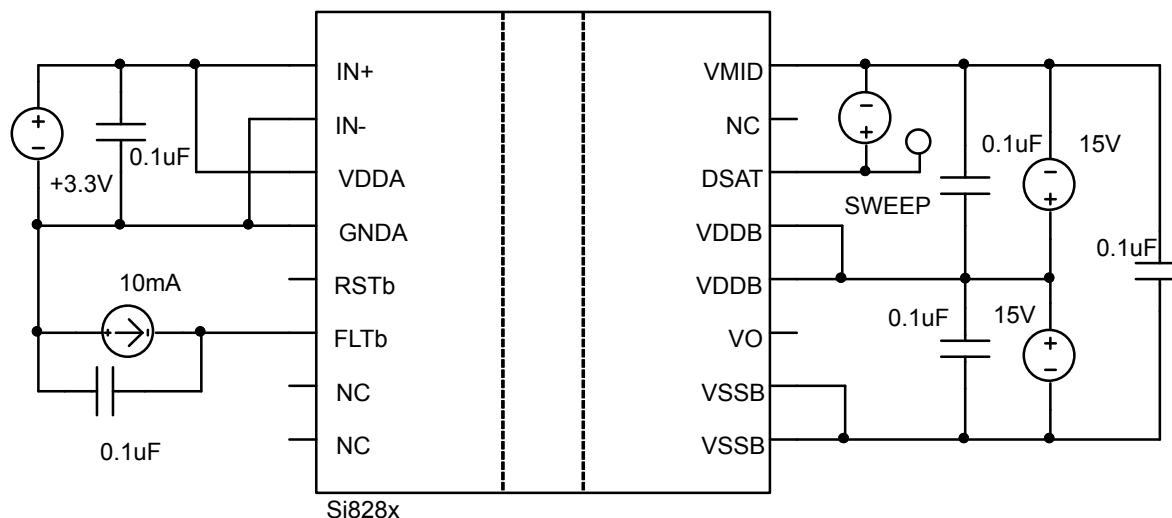 IN+
IN-
VDDA
GNDA
RSTb
FLTb
NC
NC
+
-
0.1uF
+3.3V
10mA
+
-
0.1uF
VMID
NC
DSAT
VDDB
VDDB
VO
VSSB
VSSB
-
+
SWEEP
0.1uF
15V
-
+
0.1uF
0.1uF
15V
+
-
Si828x